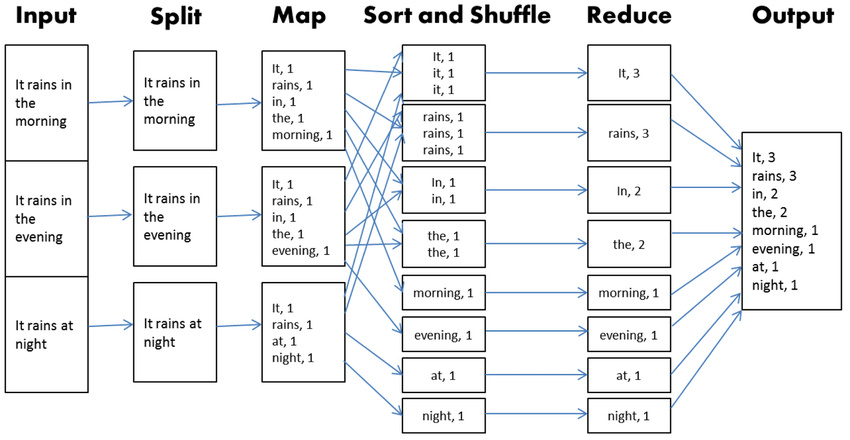 Input
Split
Map
Sort and Shuffle
Reduce
Output
It rains in
the
morning
It rains in
the
evening
It rains at
night
It rains in
the
morning
It rains in
the
evening
It rains at
night
It, 1
rains, 1
in, 1
the, 1
morning, 1
It, 1
rains, 1
in, 1
the, 1
evening, 1
It, 1
rains, 1
at, 1
night, 1
It, 1
it, 1
it, 1
rains, 1
rains, 1
rains, 1
In, 1
in, 1
the, 1
the, 1
morning, 1
evening, 1
at, 1
night, 1
It, 3
rains, 3
In, 2
the, 2
morning, 1
evening, 1
at, 1
night, 1
It, 3
rains, 3
in, 2
the, 2
morning, 1
evening, 1
at, 1
night, 1